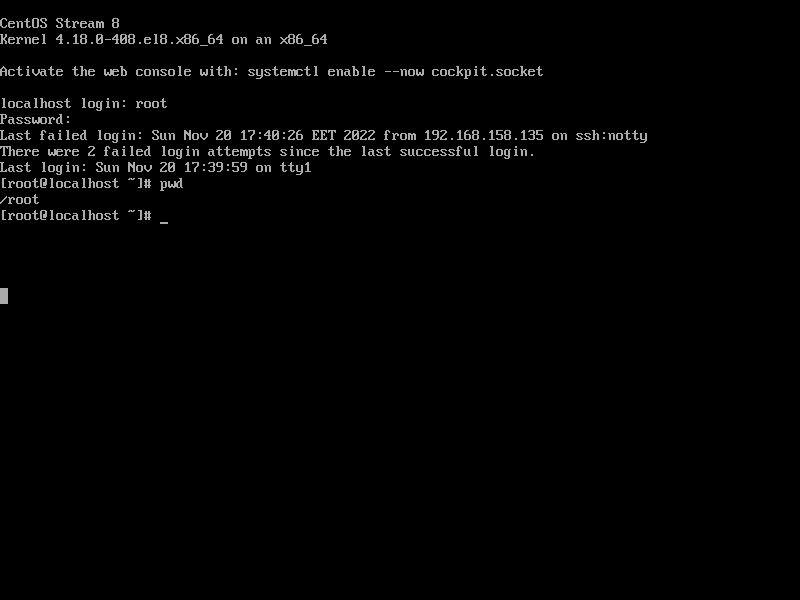 CentOS Stream 8
Kernel 4.18.0-408.el8.x86_64 on an x86_64
Activate the web console with: systemctl enable --now cockpit.socket
localhost login: root
Password:
Last failed login: Sun Nov 20 17:40:26 EET 2022 from 192.168.158.135 on ssh:notty
There were 2 failed login attempts since the last successful login.
Last login: Sun Nov 20 17:39:59 on tty1
[root@localhost ~]# pwd
/root
[root@localhost ~]# _